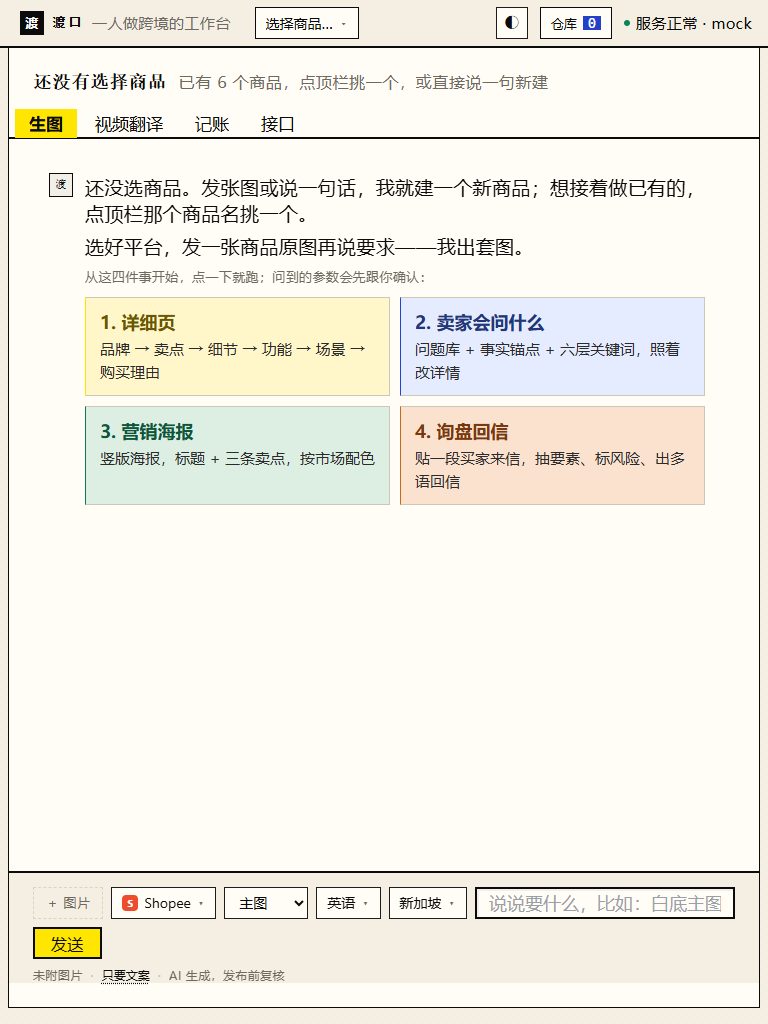 渡 渡口 一人做跨境的工作台 选择商品... 仓库 0 服务正常 · mock
还没有选择商品 已有 6 个商品，点顶栏挑一个，或直接说一句新建
生图 视频翻译 记账 接口
渡 还没选商品。发张图或说一句话，我就建一个新商品；想接着做已有的，
点顶栏那个商品名挑一个。
选好平台，发一张商品原图再说要求——我出套图。
从这四件事开始，点一下就跑；问到的参数会先跟你确认：
1. 详细页
品牌 → 卖点 → 细节 → 功能 → 场景 →
购买理由
2. 卖家会问什么
问题库 + 事实锚点 + 六层关键词，照着
改详情
3. 营销海报
竖版海报，标题 + 三条卖点，按市场配色
4. 询盘回信
贴一段买家来信，抽要素、标风险、出多
语回信
+ 图片 S Shopee 主图 英语 新加坡 说说要什么，比如：白底主图
发送
未附图片 · 只要文案 · AI 生成，发布前复核